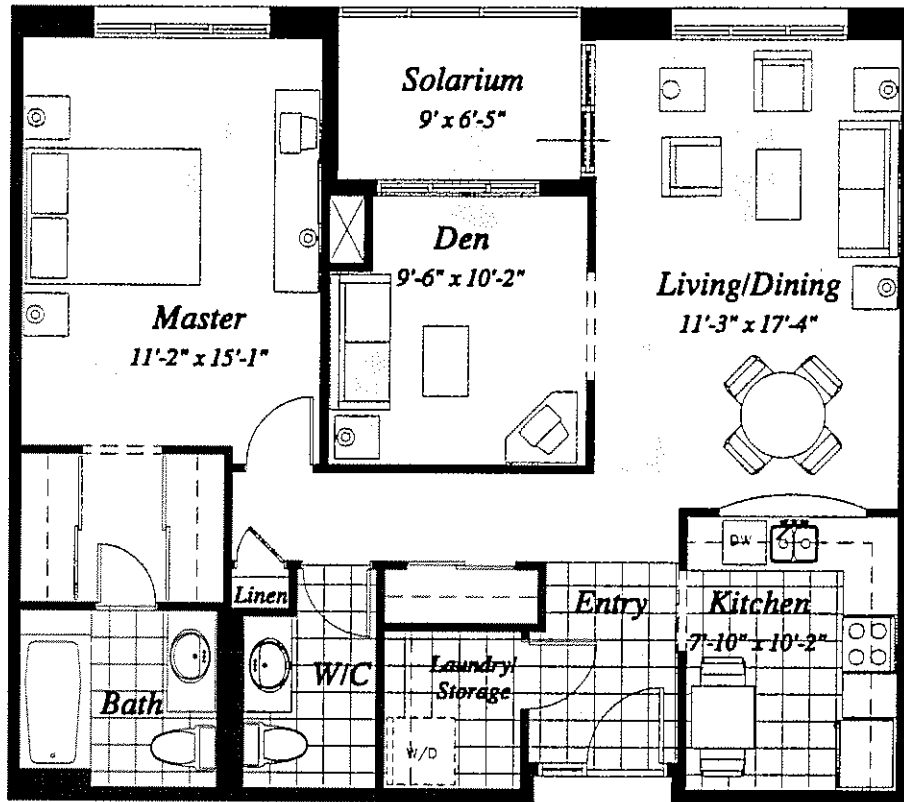 Solarium
9' x 6'-5"
Den
9'-6" x 10'-2"
Living/Dining
11'-3" x 17'-4"
Master
11'-2" x 15'-1"
DW
Linen
Entry
Kitchen
7'-10" x 10'-2"
W/C
Laundry/
Storage
Bath
W/D